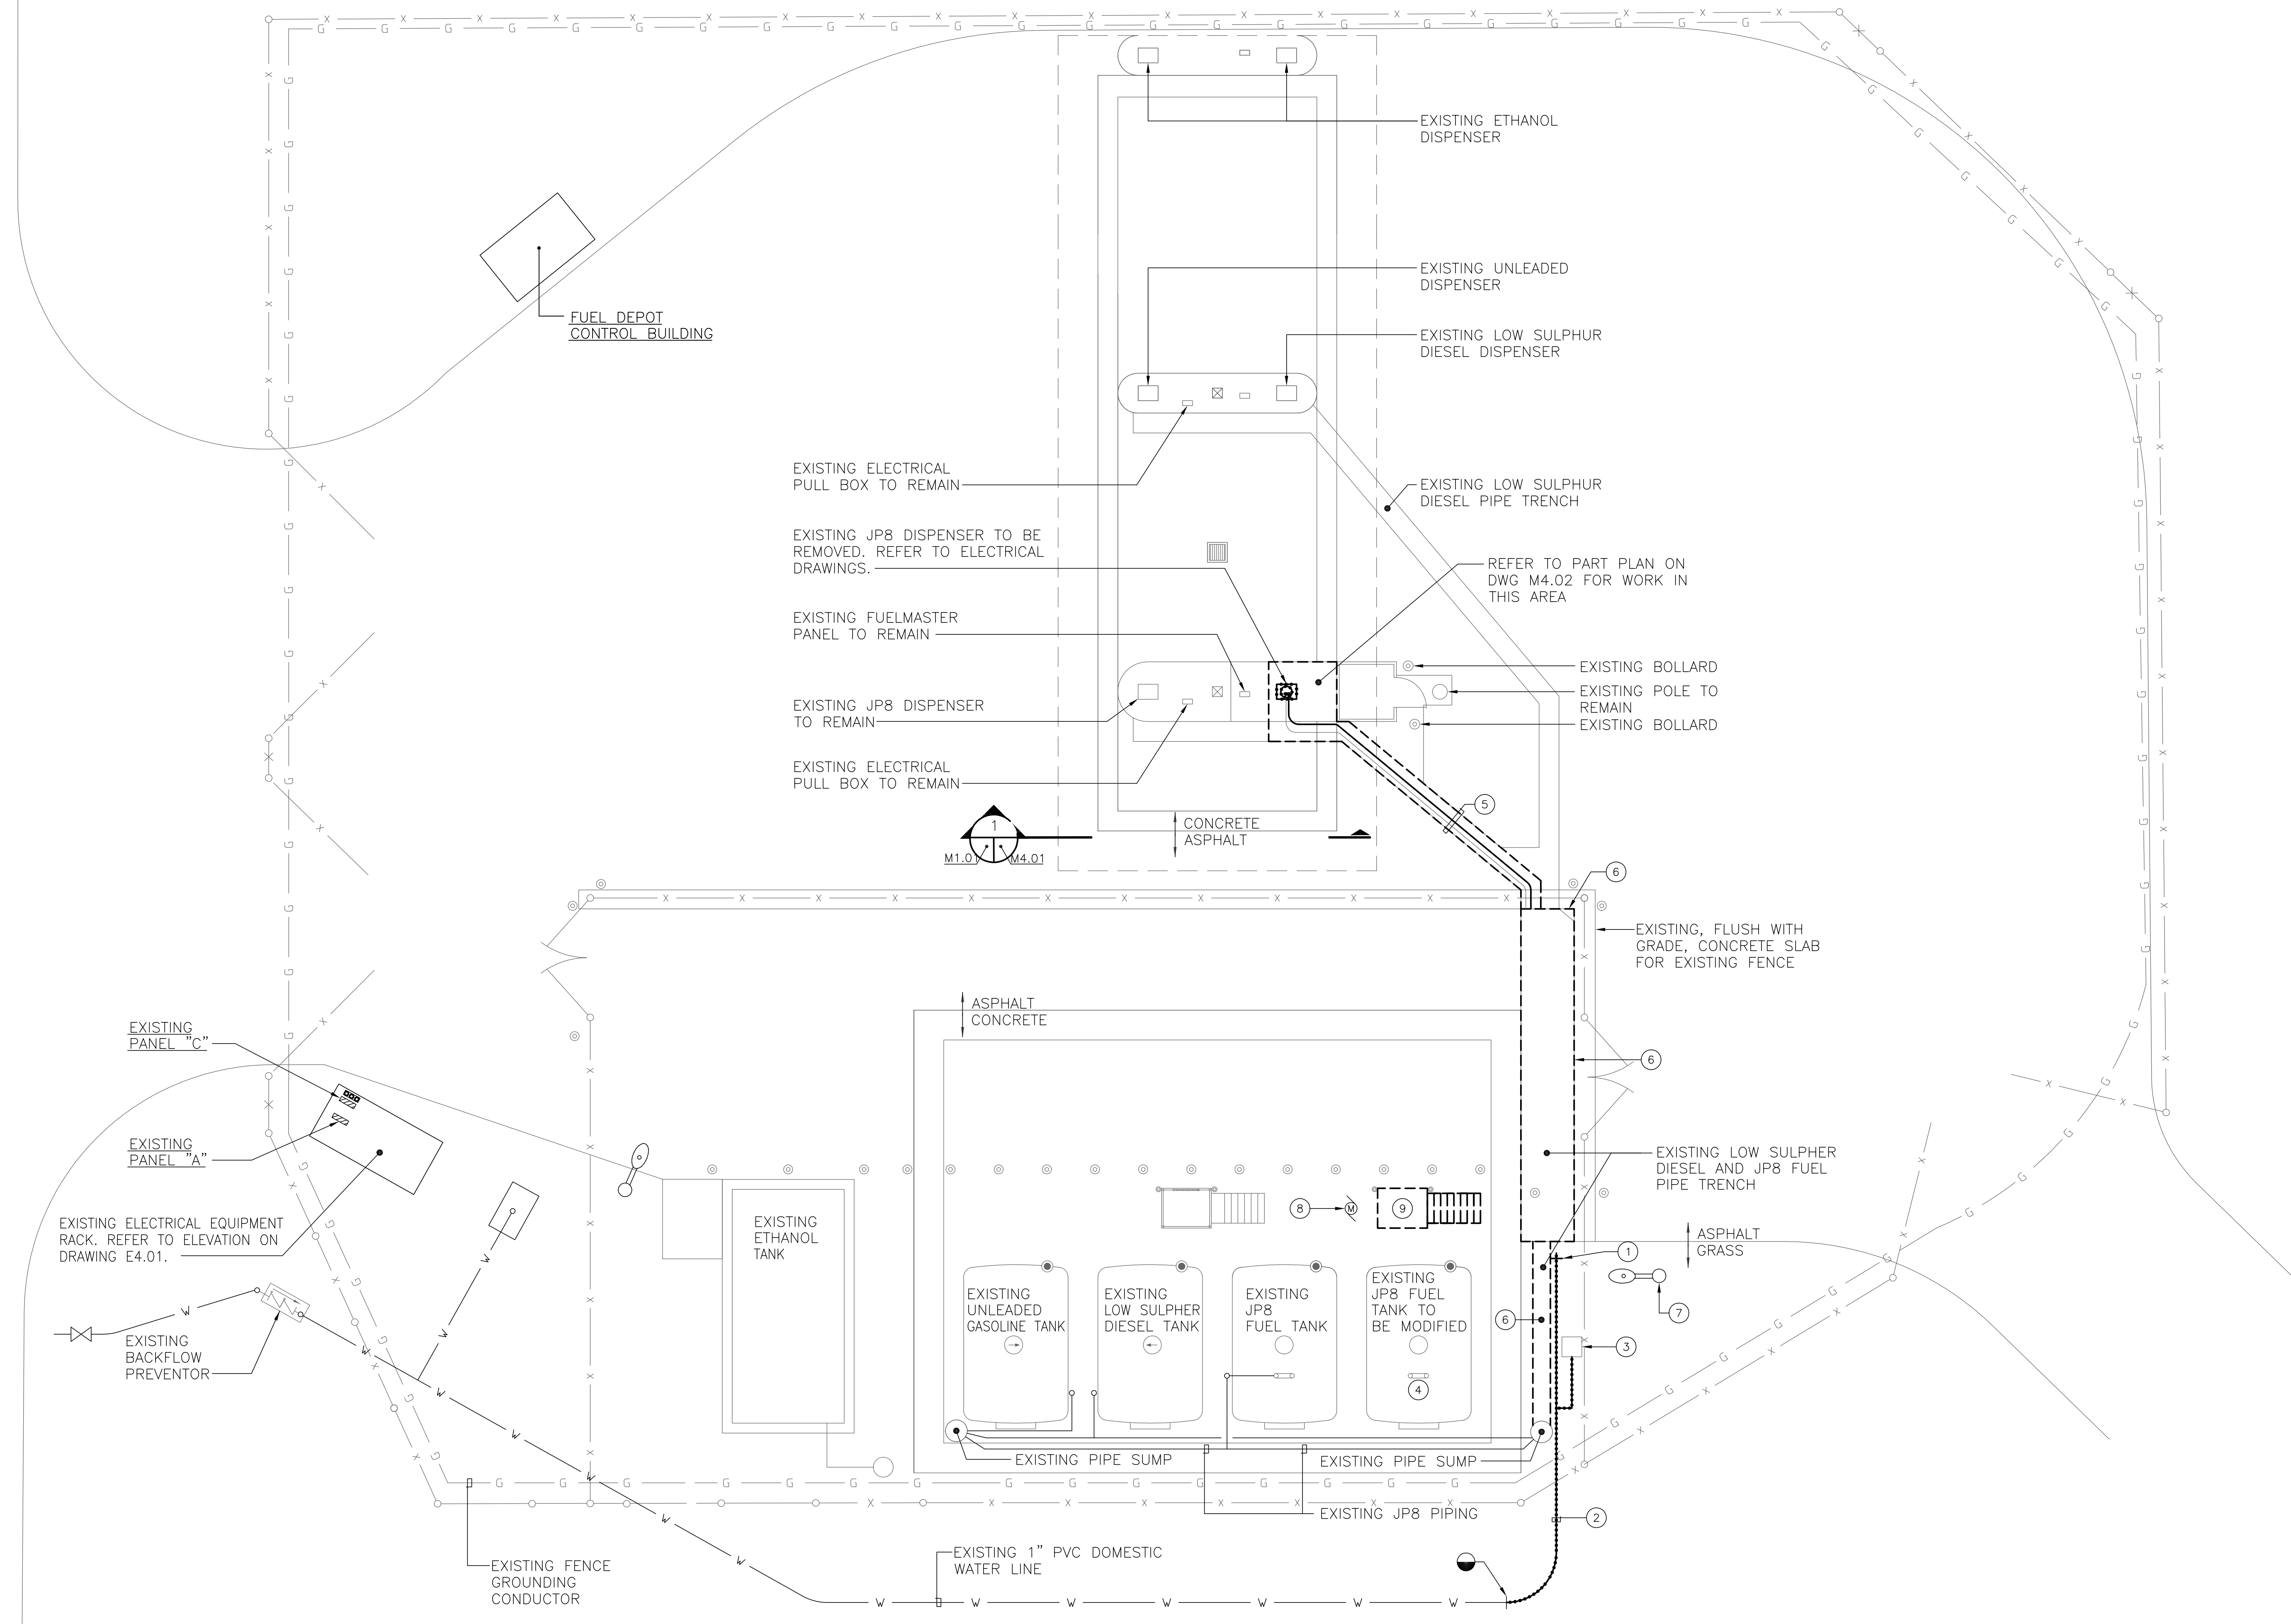 EXISTING ETHANOL
DISPENSER
EXISTING UNLEADED
DISPENSER
FUEL DEPOT
CONTROL BUILDING
EXISTING LOW SULPHUR
DIESEL DISPENSER
EXISTING ELECTRICAL
PULL BOX TO REMAIN
EXISTING LOW SULPHUR
DIESEL PIPE TRENCH
EXISTING JP8 DISPENSER TO BE
REMOVED. REFER TO ELECTRICAL
DRAWINGS.
REFER TO PART PLAN ON
DWG M4.02 FOR WORK IN
THIS AREA
EXISTING FUELMASTER
PANEL TO REMAIN
EXISTING BOLLARD
EXISTING POLE TO
REMAIN
EXISTING BOLLARD
EXISTING JP8 DISPENSER
TO REMAIN
EXISTING ELECTRICAL
PULL BOX TO REMAIN
5
1
M1.01
M4.01
CONCRETE
ASPHALT
6
EXISTING, FLUSH WITH
GRADE, CONCRETE SLAB
FOR EXISTING FENCE
ASPHALT
CONCRETE
EXISTING
PANEL "C"
6
EXISTING
PANEL "A"
EXISTING LOW SULPHER
DIESEL AND JP8 FUEL
PIPE TRENCH
EXISTING ELECTRICAL EQUIPMENT
RACK. REFER TO ELEVATION ON
DRAWING E4.01.
EXISTING
ETHANOL
TANK
8
M
9
ASPHALT
GRASS
1
EXISTING
UNLEADED
GASOLINE TANK
EXISTING
LOW SULPHER
DIESEL TANK
EXISTING
JP8
FUEL TANK
EXISTING
JP8 FUEL
TANK TO
BE MODIFIED
6
7
3
4
EXISTING
BACKFLOW
PREVENTOR
EXISTING PIPE SUMP
EXISTING PIPE SUMP
EXISTING JP8 PIPING
2
EXISTING FENCE
GROUNDING
CONDUCTOR
EXISTING 1" PVC DOMESTIC
WATER LINE